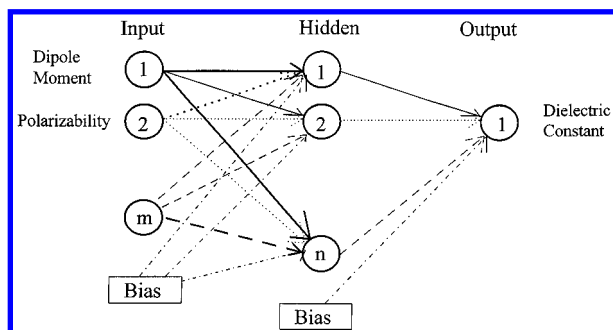 Input Hidden Output
Dipole
Moment
1 1
Polarizability
2 2 1
Dielectric
Constant
m
n
Bias
Bias